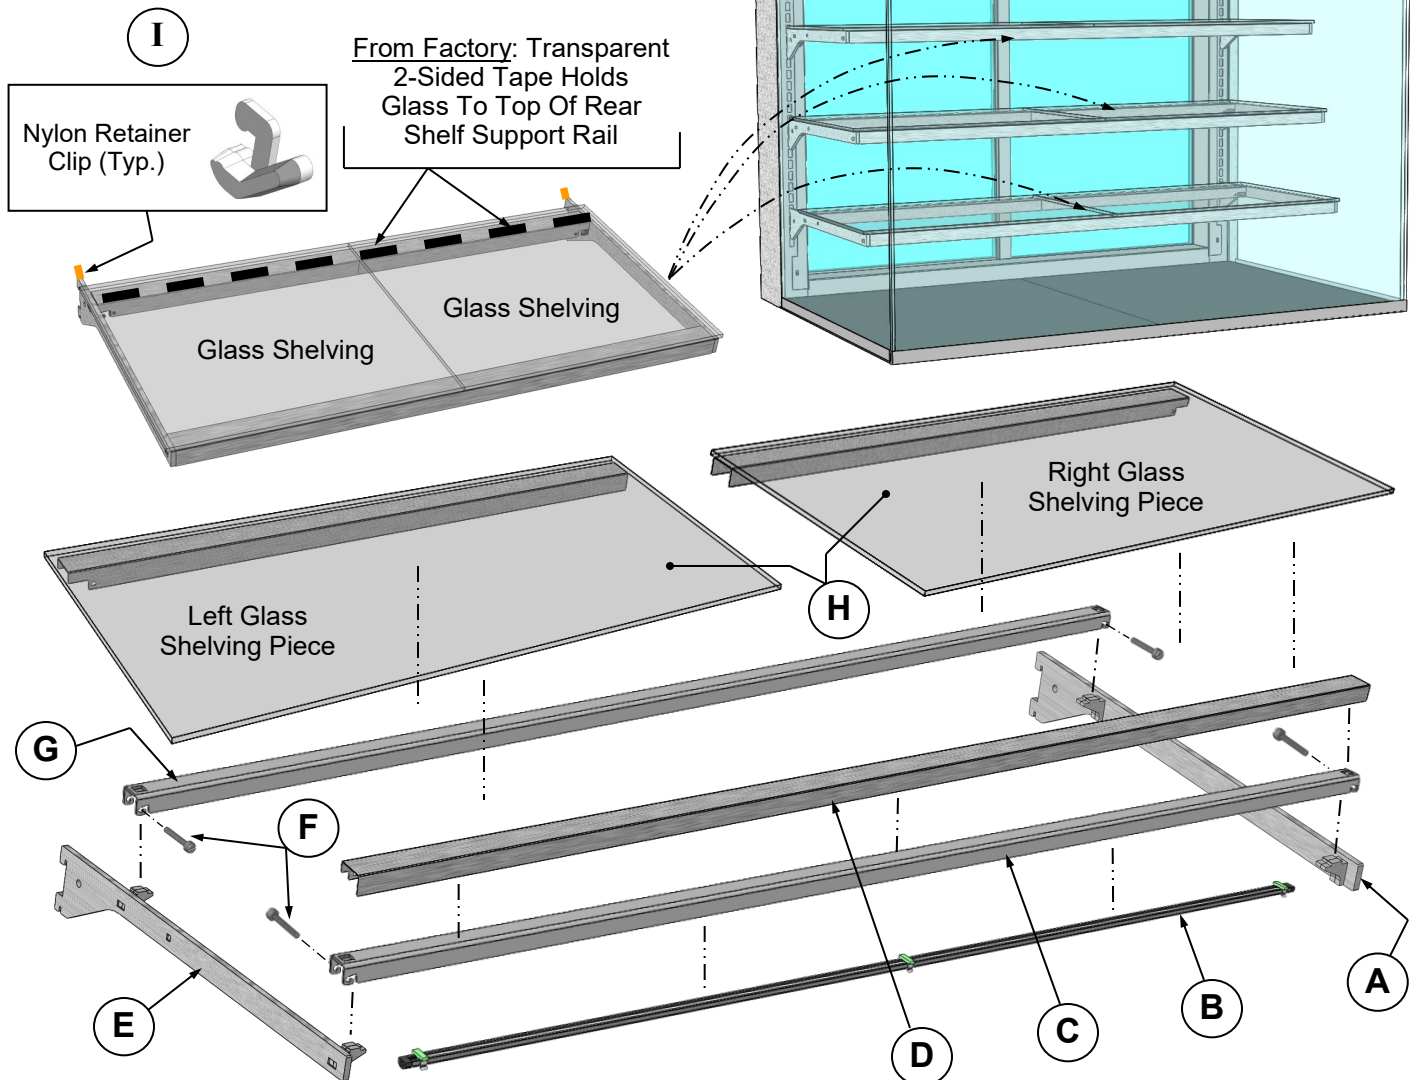 I
From Factory: Transparent
2-Sided Tape Holds
Glass To Top Of Rear
Shelf Support Rail
Nylon Retainer
Clip (Typ.)
Glass Shelving
Glass Shelving
Right Glass
Shelving Piece
Left Glass
Shelving Piece
H
G
F
E
D
C
B
A